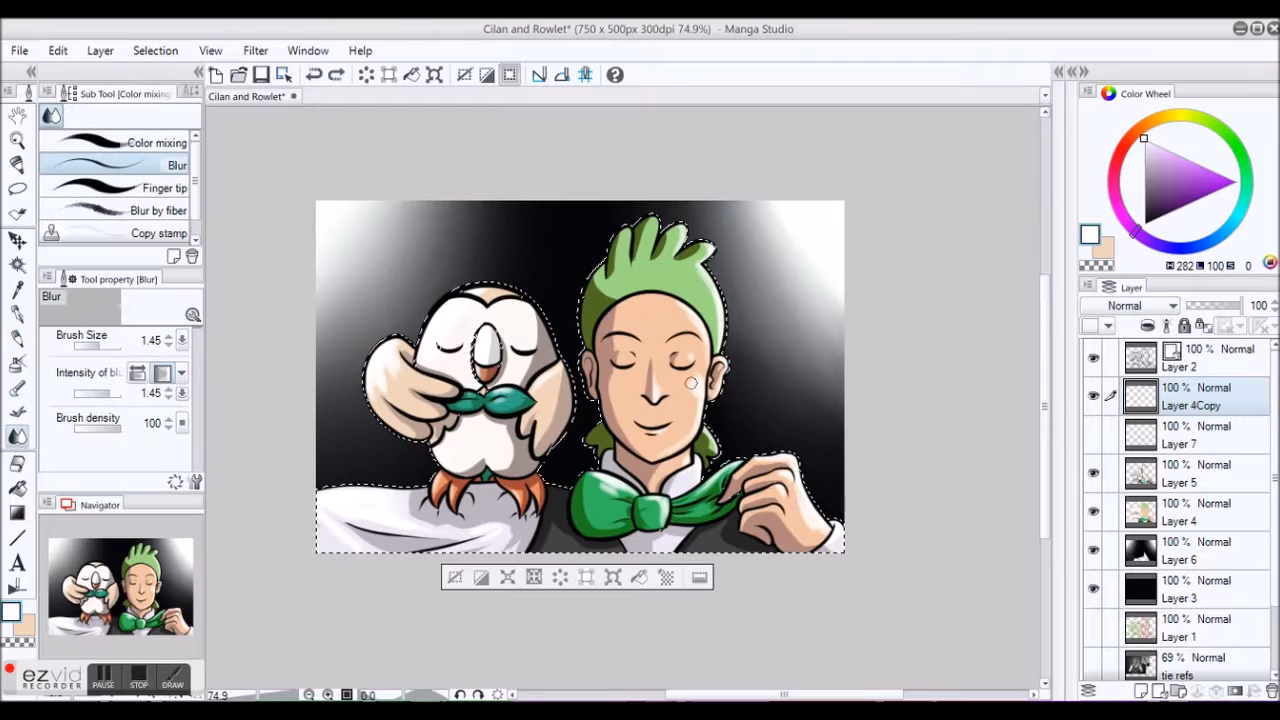 Cilan and Rowlet* (750 x 500px 300dpi 74.9%) - Manga Studio
File Edit Layer Selection View Filter Window Help
Sub Tool [Color mixing
Cilan and Rowlet*
Color mixing
Blur
Finger tip
Blur by fiber
Copy stamp
Tool property [Blur]
Blur
Brush Size 1.45
Intensity of bl
1.45
Brush density 100
Navigator
ezvid
RECORDER
PAUSE STOP DRAW
74.9 0.0
Color Wheel
H 282 S 100 B 0
Layer
Normal 100
100 % Normal
Layer 2
100 % Normal
Layer 4Copy
100 % Normal
Layer 7
100 % Normal
Layer 5
100 % Normal
Layer 4
100 % Normal
Layer 6
100 % Normal
Layer 3
100 % Normal
Layer 1
69 % Normal
tie refs